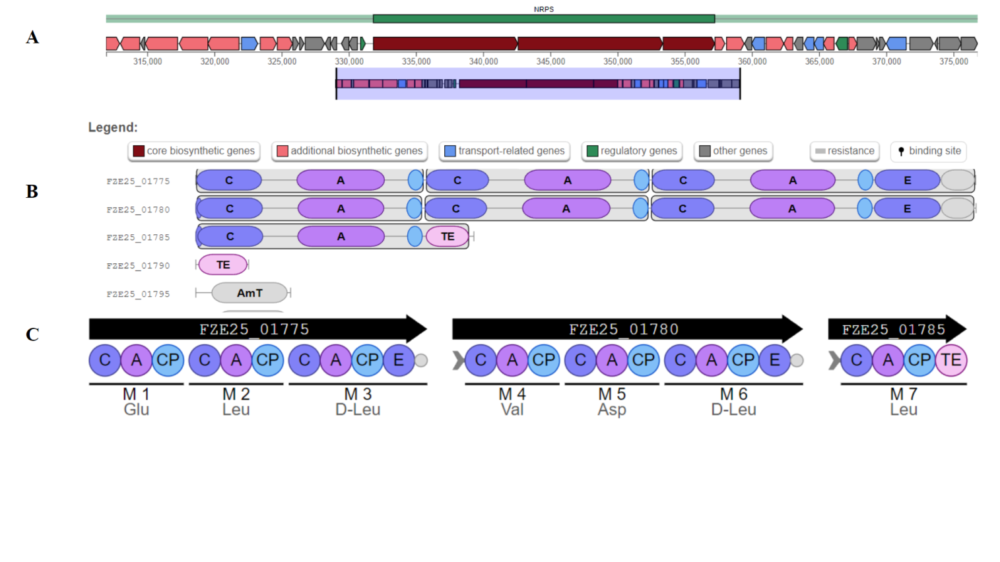 NRPS
A
315,000 320,000 325,000 330,000 335,000 340,000 345,000 350,000 355,000 360,000 365,000 370,000 375,000
Legend:
core biosynthetic genes additional biosynthetic genes transport-related genes regulatory genes other genes resistance binding site
B
FZE25_01775 C A C A C A E
FZE25_01780 C A C A C A E
FZE25_01785 C A TE
FZE25_01790 TE
FZE25_01795 AmT
C
FZE25_01775 FZE25_01780 FZE25_01785
C A CP C A CP C A CP E C A CP C A CP C A CP E C A CP TE
M 1 M 2 M 3 M 4 M 5 M 6 M 7
Glu Leu D-Leu Val Asp D-Leu Leu